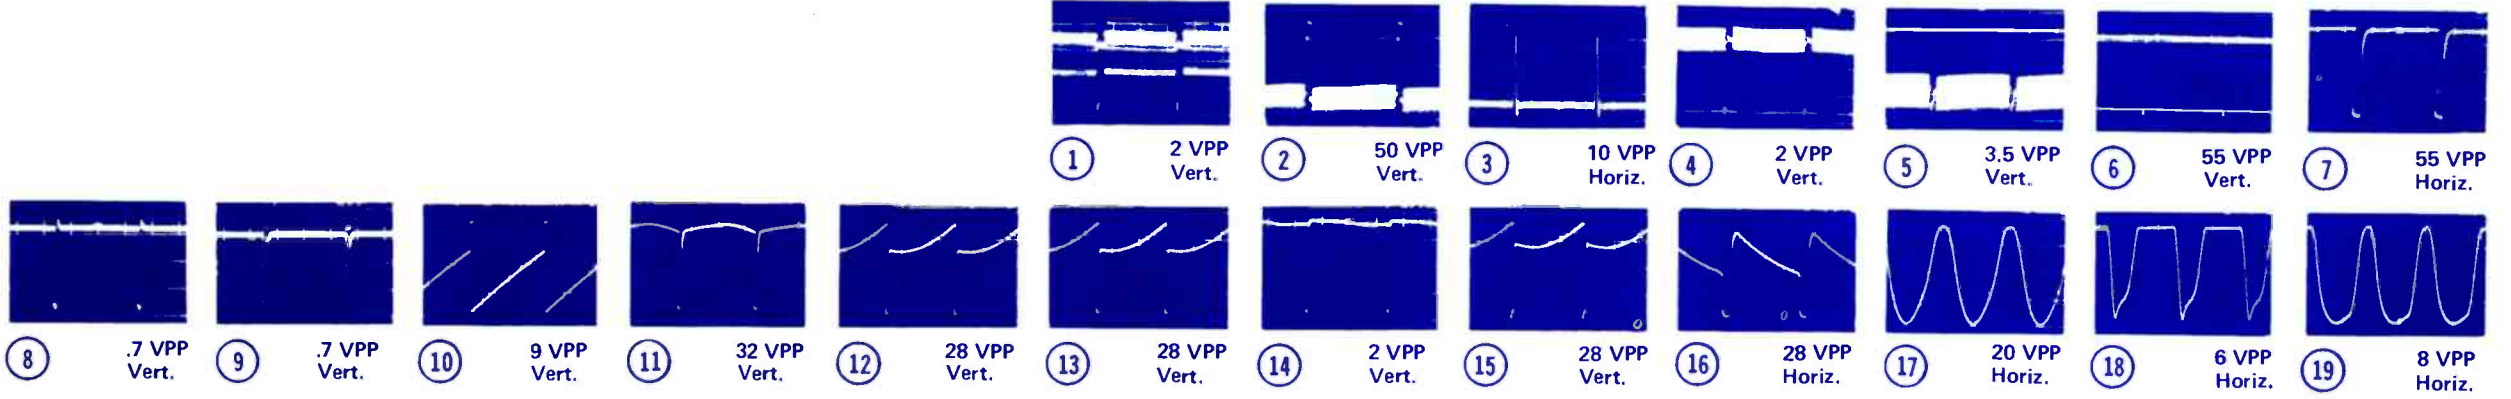 1 2 VPP
Vert.
2 50 VPP
Vert.
3 10 VPP
Horiz.
4 2 VPP
Vert.
5 3.5 VPP
Vert.
6 55 VPP
Vert.
7 55 VPP
Horiz.
8 .7 VPP
Vert.
9 .7 VPP
Vert.
10 9 VPP
Vert.
11 32 VPP
Vert.
12 28 VPP
Vert.
13 28 VPP
Vert.
14 2 VPP
Vert.
15 28 VPP
Vert.
16 28 VPP
Horiz.
17 20 VPP
Horiz.
18 6 VPP
Horiz.
19 8 VPP
Horiz.